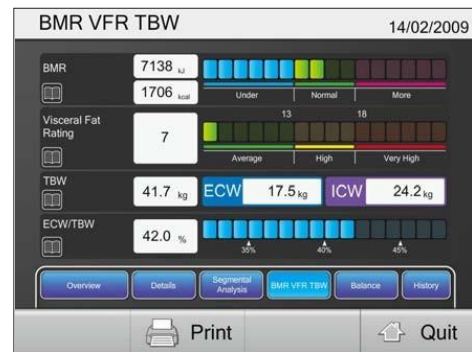 BMR VFR TBW
14/02/2009
BMR
7138 kJ
1706 kcal
Under Normal More
Visceral Fat
Rating
7
13 18
Average High Very High
TBW
41.7 kg
ECW 17.5 kg
ICW 24.2 kg
ECW/TBW
42.0 %
35% 40% 45%
Overview
Details
Segmental
Analysis
BMR VFR TBW
Balance
History
Print
Quit